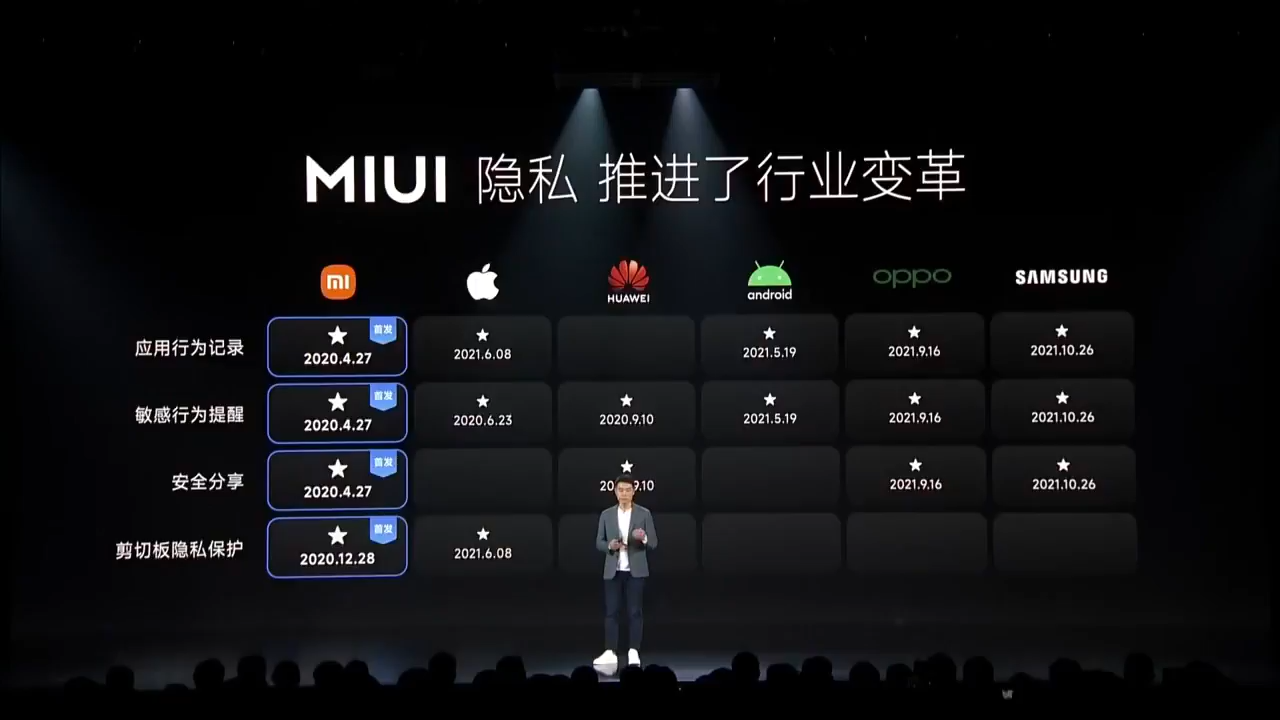 MIUI 隐私 推进了行业变革
HUAWEI
android
oppo
SAMSUNG
应用行为记录 首发 2020.4.27 2021.6.08 2021.5.19 2021.9.16 2021.10.26
敏感行为提醒 首发 2020.4.27 2020.6.23 2020.9.10 2021.5.19 2021.9.16 2021.10.26
安全分享 首发 2020.4.27 9.10 2021.9.16 2021.10.26
剪切板隐私保护 首发 2020.12.28 2021.6.08